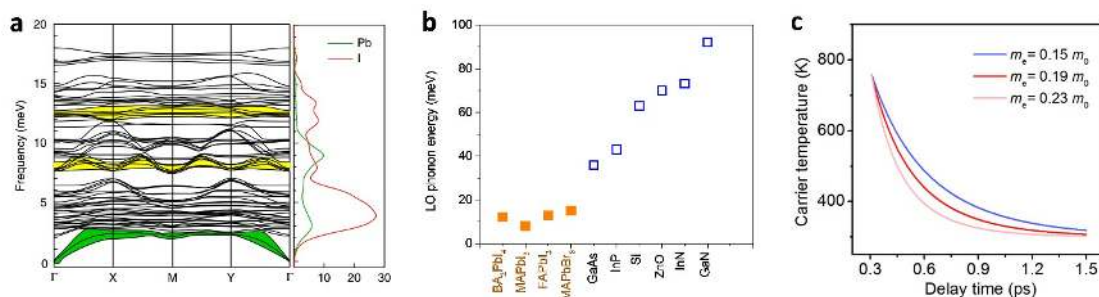 a
20
15
10
5
0
Frequency (meV)
Γ X M Y Γ
Pb
I
0 10 20 30
b
100
80
60
40
20
0
LO phonon energy (meV)
BA₂PbI₄
MAPbI₃
FAPbI₃
MAPbBr₃
GaAs
InP
Si
ZnO
InN
GaN
c
800
600
400
Carrier temperature (K)
mₑ = 0.15 m₀
mₑ = 0.19 m₀
mₑ = 0.23 m₀
0.3 0.6 0.9 1.2 1.5
Delay time (ps)